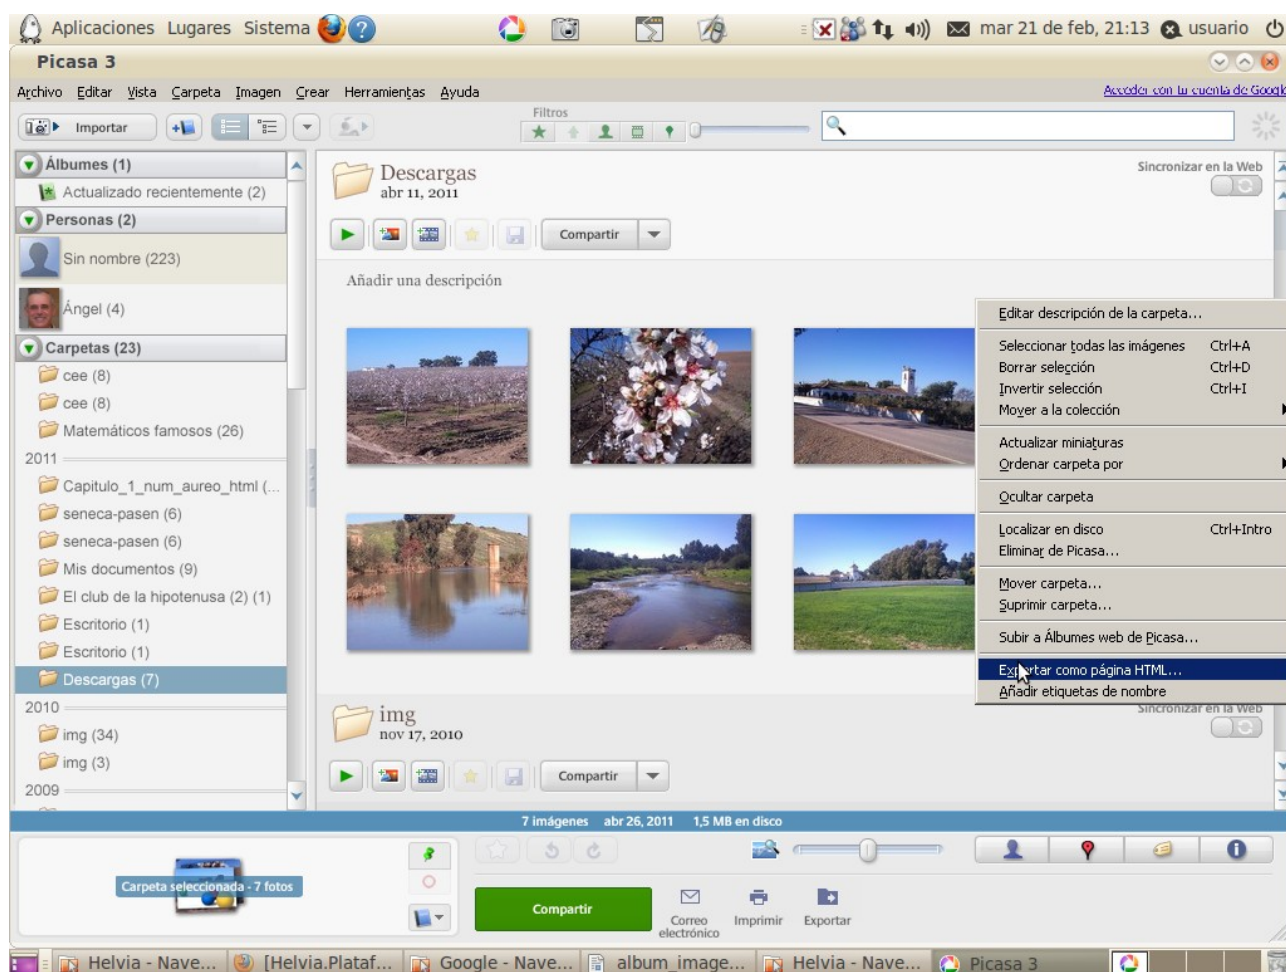 Aplicaciones Lugares Sistema mar 21 de feb, 21:13 usuario
Picasa 3
Archivo Editar Vista Carpeta Imagen Crear Herramientas Ayuda Acceder con tu cuenta de Google
Importar
Filtros
Álbumes (1)
Actualizado recientemente (2)
Personas (2)
Sin nombre (223)
Ángel (4)
Carpetas (23)
cee (8)
cee (8)
Matemáticos famosos (26)
2011
Capitulo_1_num_aureo_html (...
seneca-pasen (6)
seneca-pasen (6)
Mis documentos (9)
El club de la hipotenusa (2) (1)
Escritorio (1)
Escritorio (1)
Descargas (7)
2010
img (34)
img (3)
2009
Descargas
abr 11, 2011
Sincronizar en la Web
Compartir
Añadir una descripción
Editar descripción de la carpeta...
Seleccionar todas las imágenes Ctrl+A
Borrar selección Ctrl+D
Invertir selección Ctrl+I
Mover a la colección
Actualizar miniaturas
Ordenar carpeta por
Ocultar carpeta
Localizar en disco Ctrl+Intro
Eliminar de Picasa...
Mover carpeta...
Suprimir carpeta...
Subir a Álbumes web de Picasa...
Exportar como página HTML...
Añadir etiquetas de nombre
img
nov 17, 2010
Sincronizar en la Web
Compartir
7 imágenes abr 26, 2011 1,5 MB en disco
Carpeta seleccionada - 7 fotos
Compartir
Correo electrónico
Imprimir
Exportar
Helvia - Nave... [Helvia.Plataf... Google - Nave... album_image... Helvia - Nave... Picasa 3